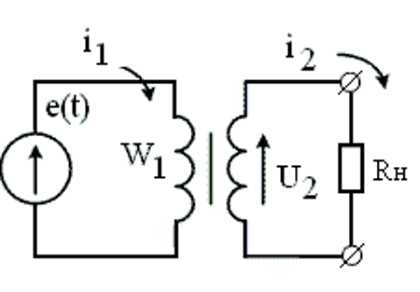 i₁
i₂
e(t)
W₁
U₂
Rн